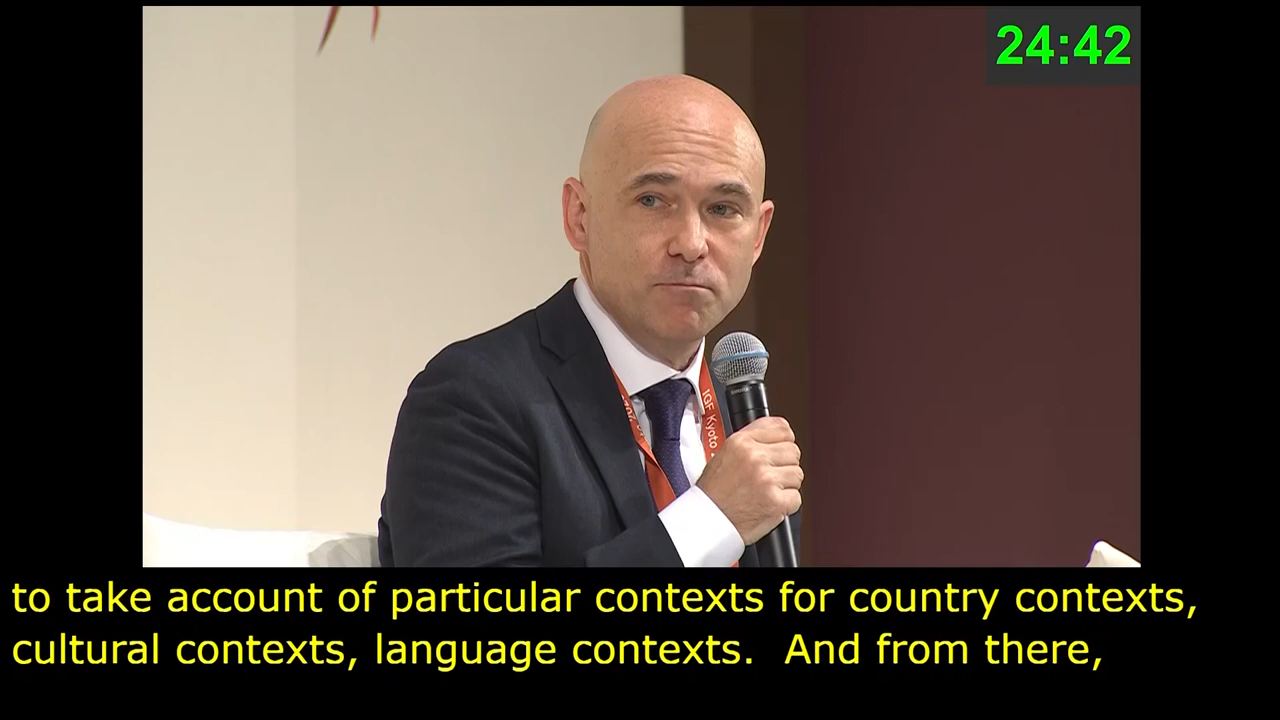 24:42
IGF Kyoto
to take account of particular contexts for country contexts,
cultural contexts, language contexts.  And from there,